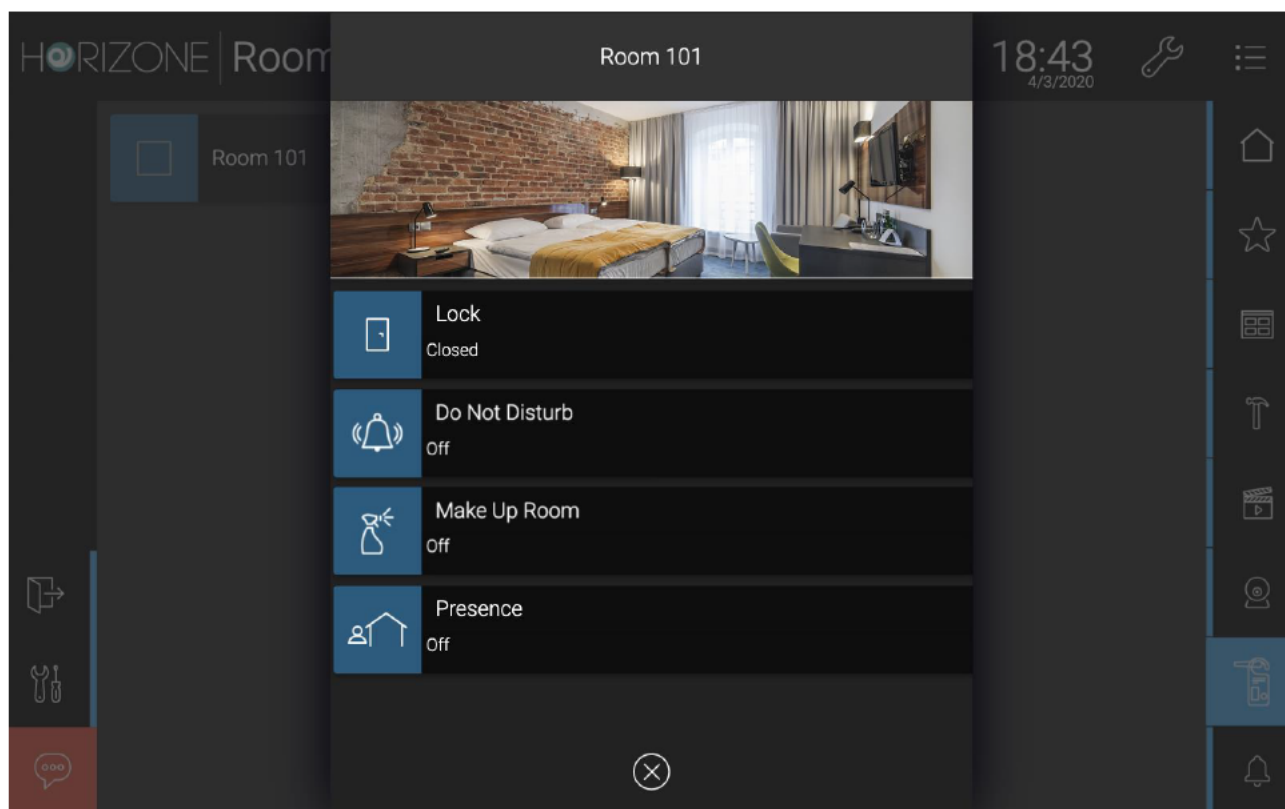 HORIZONE Room
Room 101
18:43
4/3/2020
Room 101
Lock
Closed
Do Not Disturb
Off
Make Up Room
Off
Presence
Off